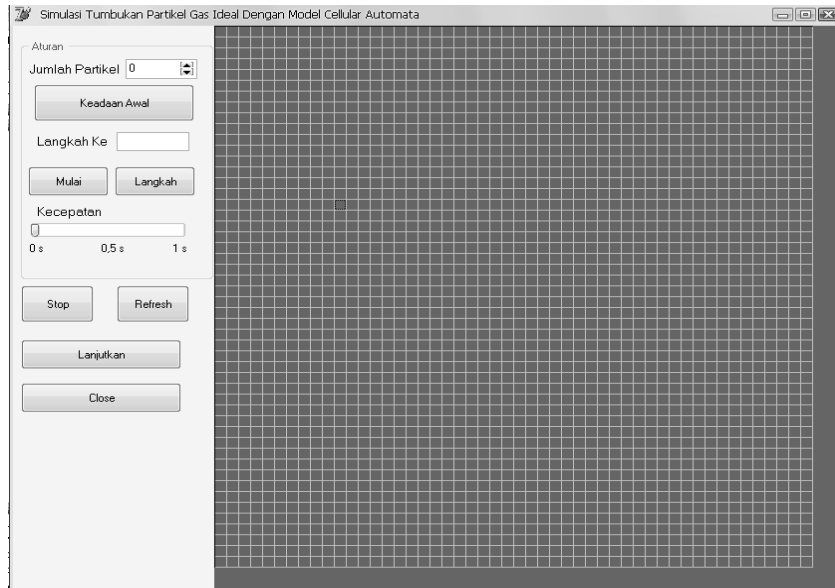 Simulasi Tumbukan Partikel Gas Ideal Dengan Model Cellular Automata
Aturan
Jumlah Partikel 0
Keadaan Awal
Langkah Ke
Mulai Langkah
Kecepatan
0 s 0,5 s 1 s
Stop Refresh
Lanjutkan
Close